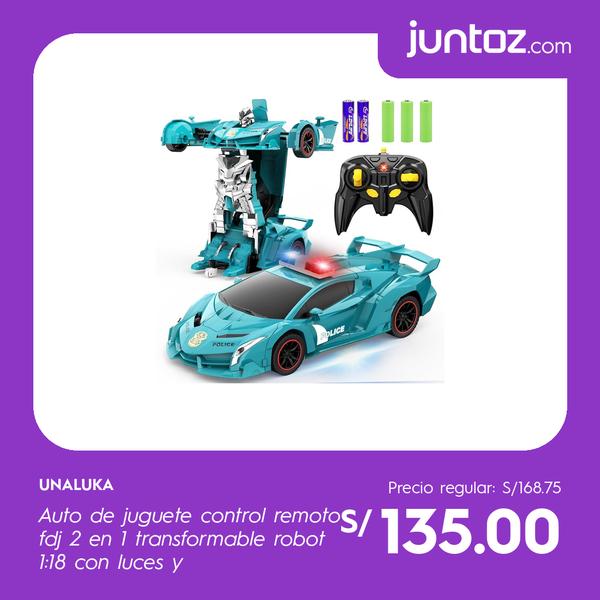 juntoz.com
POLICE
POLICE
UNALUKA
Precio regular: S/168.75
Auto de juguete control remoto
fdj 2 en 1 transformable robot
1:18 con luces y
S/ 135.00